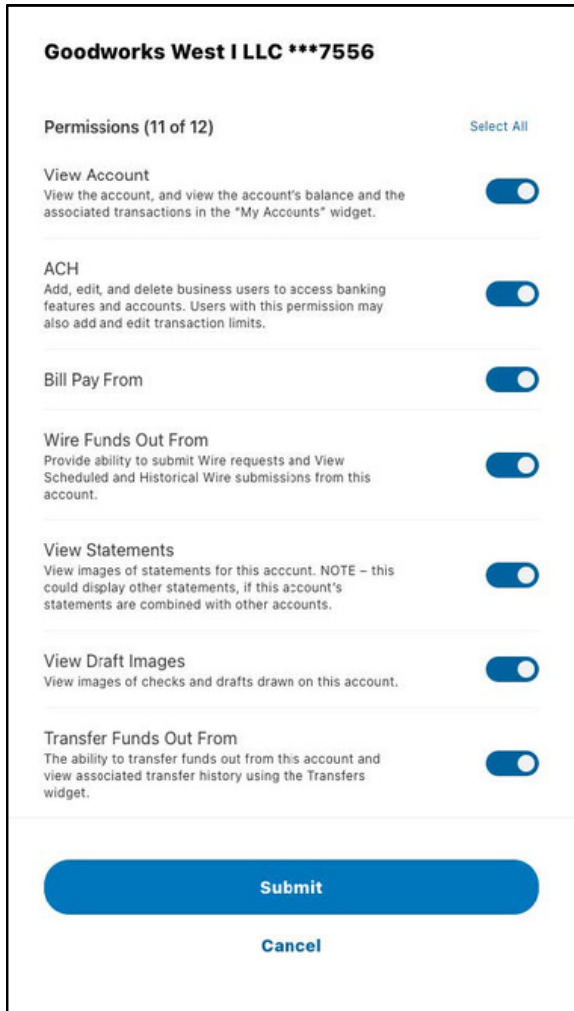 Goodworks West I LLC ***7556
Permissions (11 of 12)
Select All
View Account
View the account, and view the account's balance and the
associated transactions in the “My Accounts” widget.
ACH
Add, edit, and delete business users to access banking
features and accounts. Users with this permission may
also add and edit transaction limits.
Bill Pay From
Wire Funds Out From
Provide ability to submit Wire requests and View
Scheduled and Historical Wire submissions from this
account.
View Statements
View images of statements for this account. NOTE – this
could display other statements, if this account's
statements are combined with other accounts.
View Draft Images
View images of checks and drafts drawn on this account.
Transfer Funds Out From
The ability to transfer funds out from this account and
view associated transfer history using the Transfers
widget.
Submit
Cancel